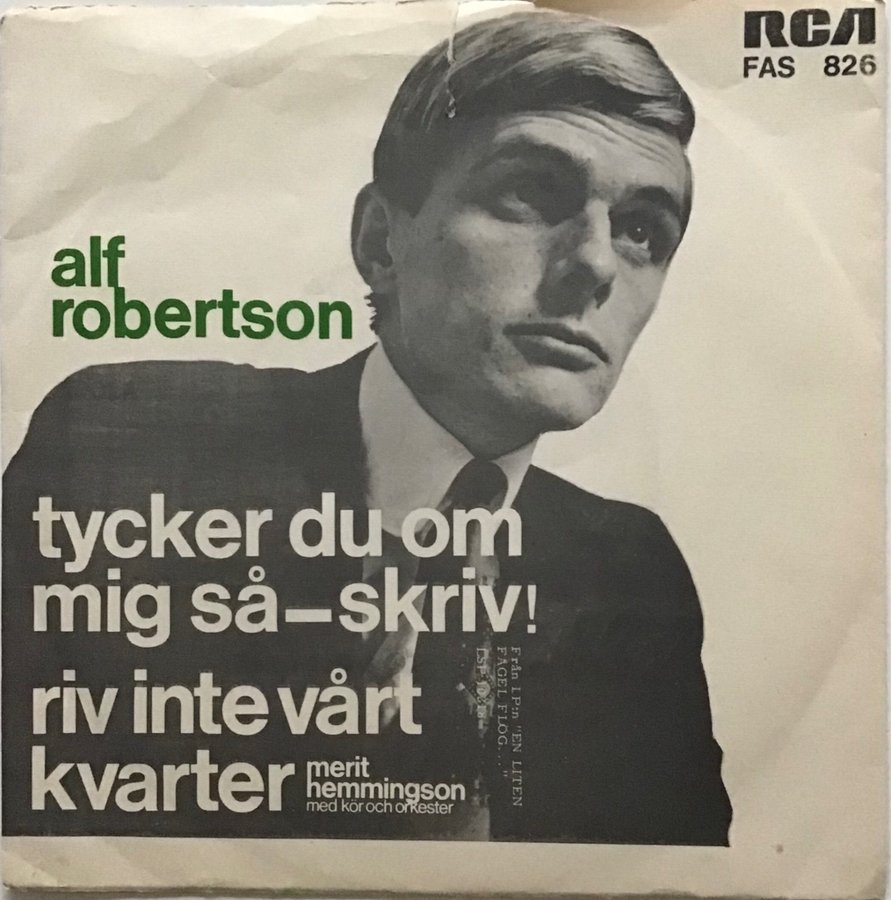 RCA
FAS 826
alf
robertson
tycker du om
mig så – skriv!
riv inte vårt
kvarter
merit
hemmingson
med kör och orkester
Från LP:n "EN LITEN
FÅGEL FLÖG..."